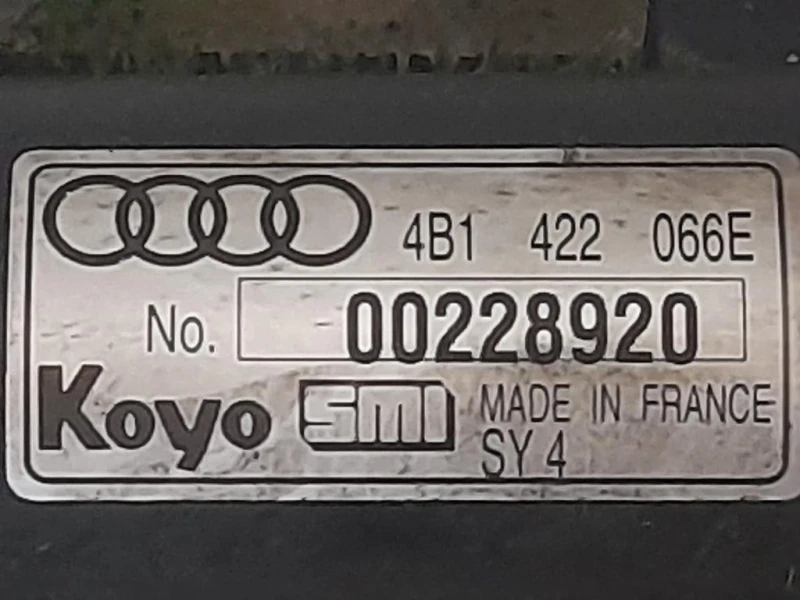 4B1 422 066E
No. 00228920
Koyo SMI MADE IN FRANCE
SY 4